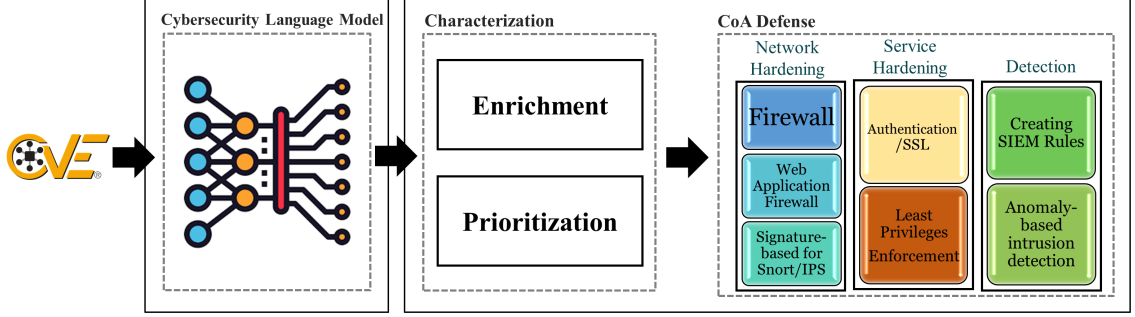 Cybersecurity Language Model
CVE®
Characterization
Enrichment
Prioritization
CoA Defense
Network
Hardening
Firewall
Web
Application
Firewall
Signature-
based for
Snort/IPS
Service
Hardening
Authentication
/SSL
Least
Privileges
Enforcement
Detection
Creating
SIEM Rules
Anomaly-
based
intrusion
detection